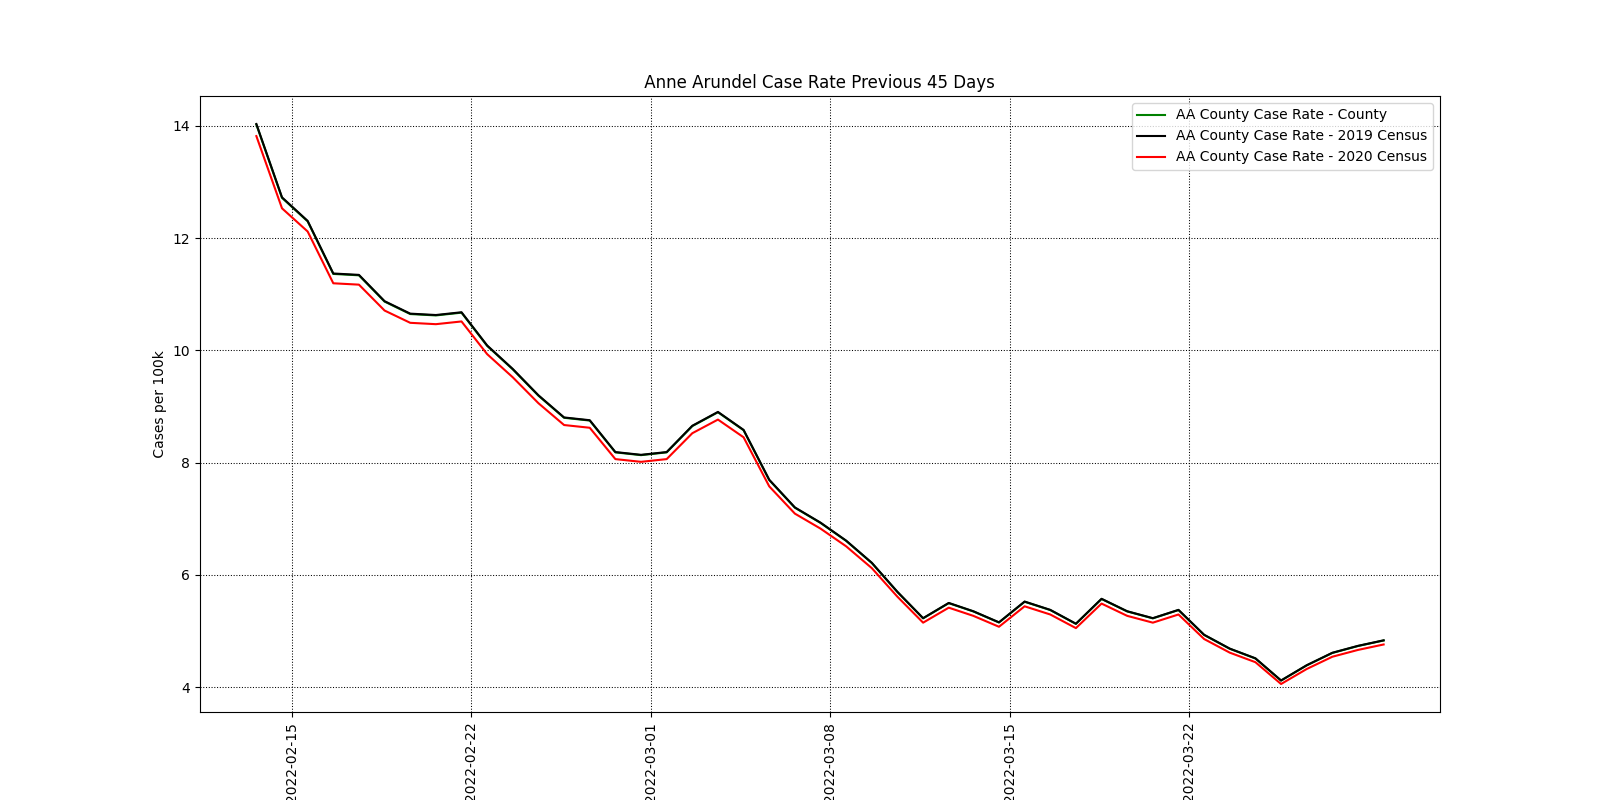 Anne Arundel Case Rate Previous 45 Days
AA County Case Rate - County
AA County Case Rate - 2019 Census
AA County Case Rate - 2020 Census
Cases per 100k
14
12
10
8
6
4
2022-02-15
2022-02-22
2022-03-01
2022-03-08
2022-03-15
2022-03-22